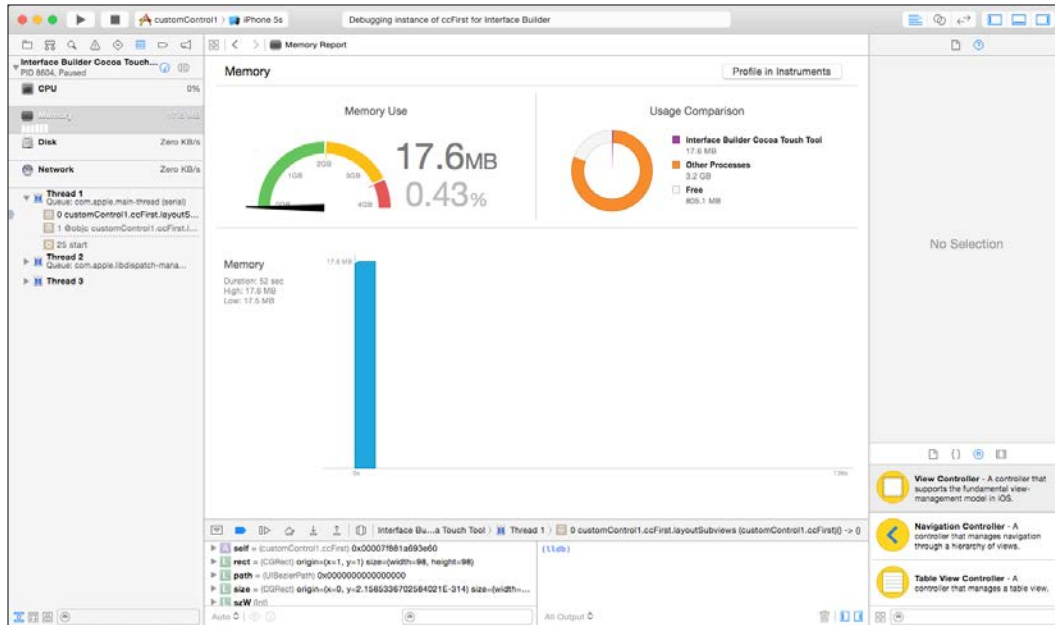 customControl1 › iPhone 5s
Debugging instance of ccFirst for Interface Builder
Memory Report
Interface Builder Cocoa Touch...
PID 8604, Paused
CPU 0%
Memory 17.6 MB
Disk Zero KB/s
Network Zero KB/s
Thread 1
Queue: com.apple.main-thread (serial)
0 customControl1.ccFirst.layoutS...
1 @objc customControl1.ccFirst.l...
25 start
Thread 2
Queue: com.apple.libdispatch-mana...
Thread 3
Memory
Profile in Instruments
Memory Use
1GB
2GB
3GB
4GB
17.6MB
0.43%
Usage Comparison
Interface Builder Cocoa Touch Tool
17.6 MB
Other Processes
3.2 GB
Free
805.1 MB
Memory
Duration: 52 sec
High: 17.6 MB
Low: 17.5 MB
17.6 MB
0s
Interface Bu...a Touch Tool › Thread 1 › 0 customControl1.ccFirst.layoutSubviews (customControl1.ccFirst)() -> ()
self = (customControl1.ccFirst) 0x00007f881a693e60
rect = (CGRect) origin=(x=1, y=1) size=(width=98, height=98)
path = (UIBezierPath) 0x0000000000000000
size = (CGRect) origin=(x=0, y=2.1585336702584021E-314) size=(width=...
szW (Int)
Auto
(lldb)
All Output
No Selection
{}
View Controller - A controller that
supports the fundamental view-
management model in iOS.
Navigation Controller - A
controller that manages navigation
through a hierarchy of views.
Table View Controller - A
controller that manages a table view.